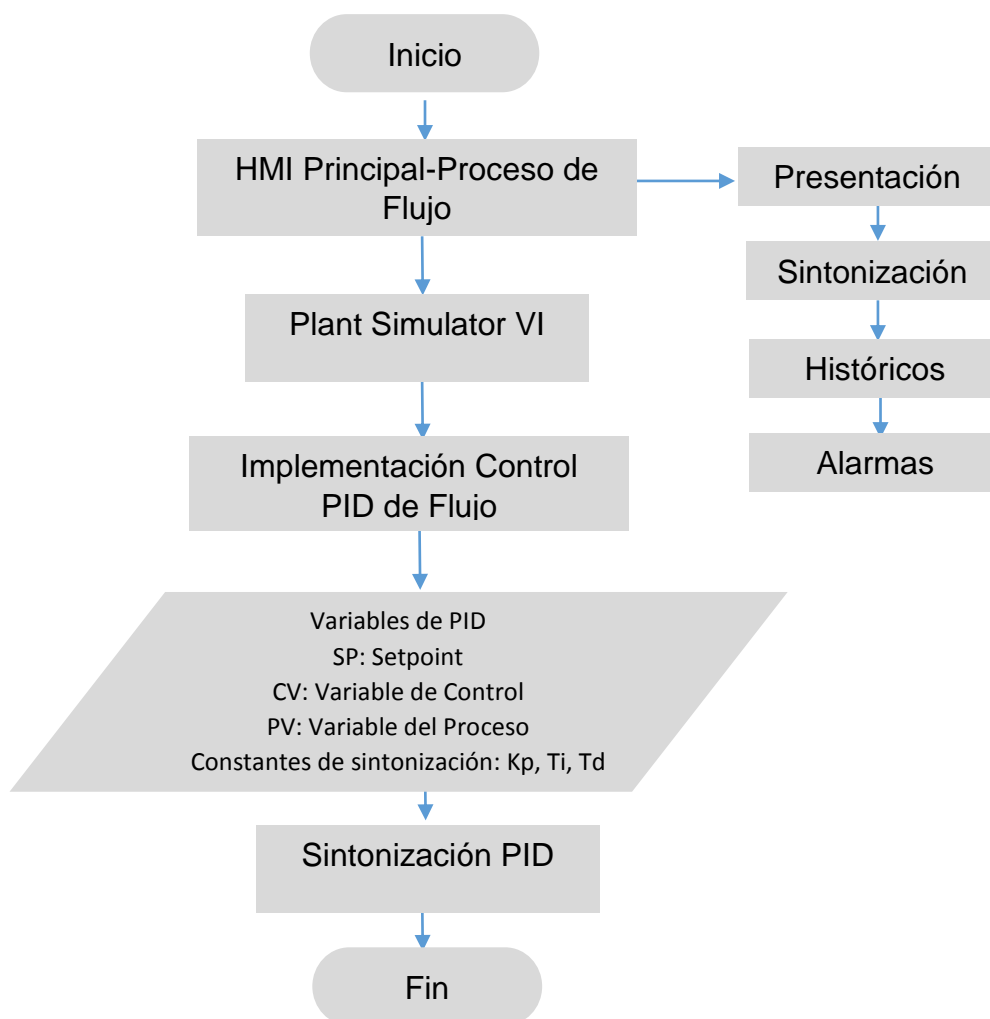 Inicio
HMI Principal-Proceso de
Flujo
Presentación
Sintonización
Históricos
Alarmas
Plant Simulator VI
Implementación Control
PID de Flujo
Variables de PID
SP: Setpoint
CV: Variable de Control
PV: Variable del Proceso
Constantes de sintonización: Kp, Ti, Td
Sintonización PID
Fin